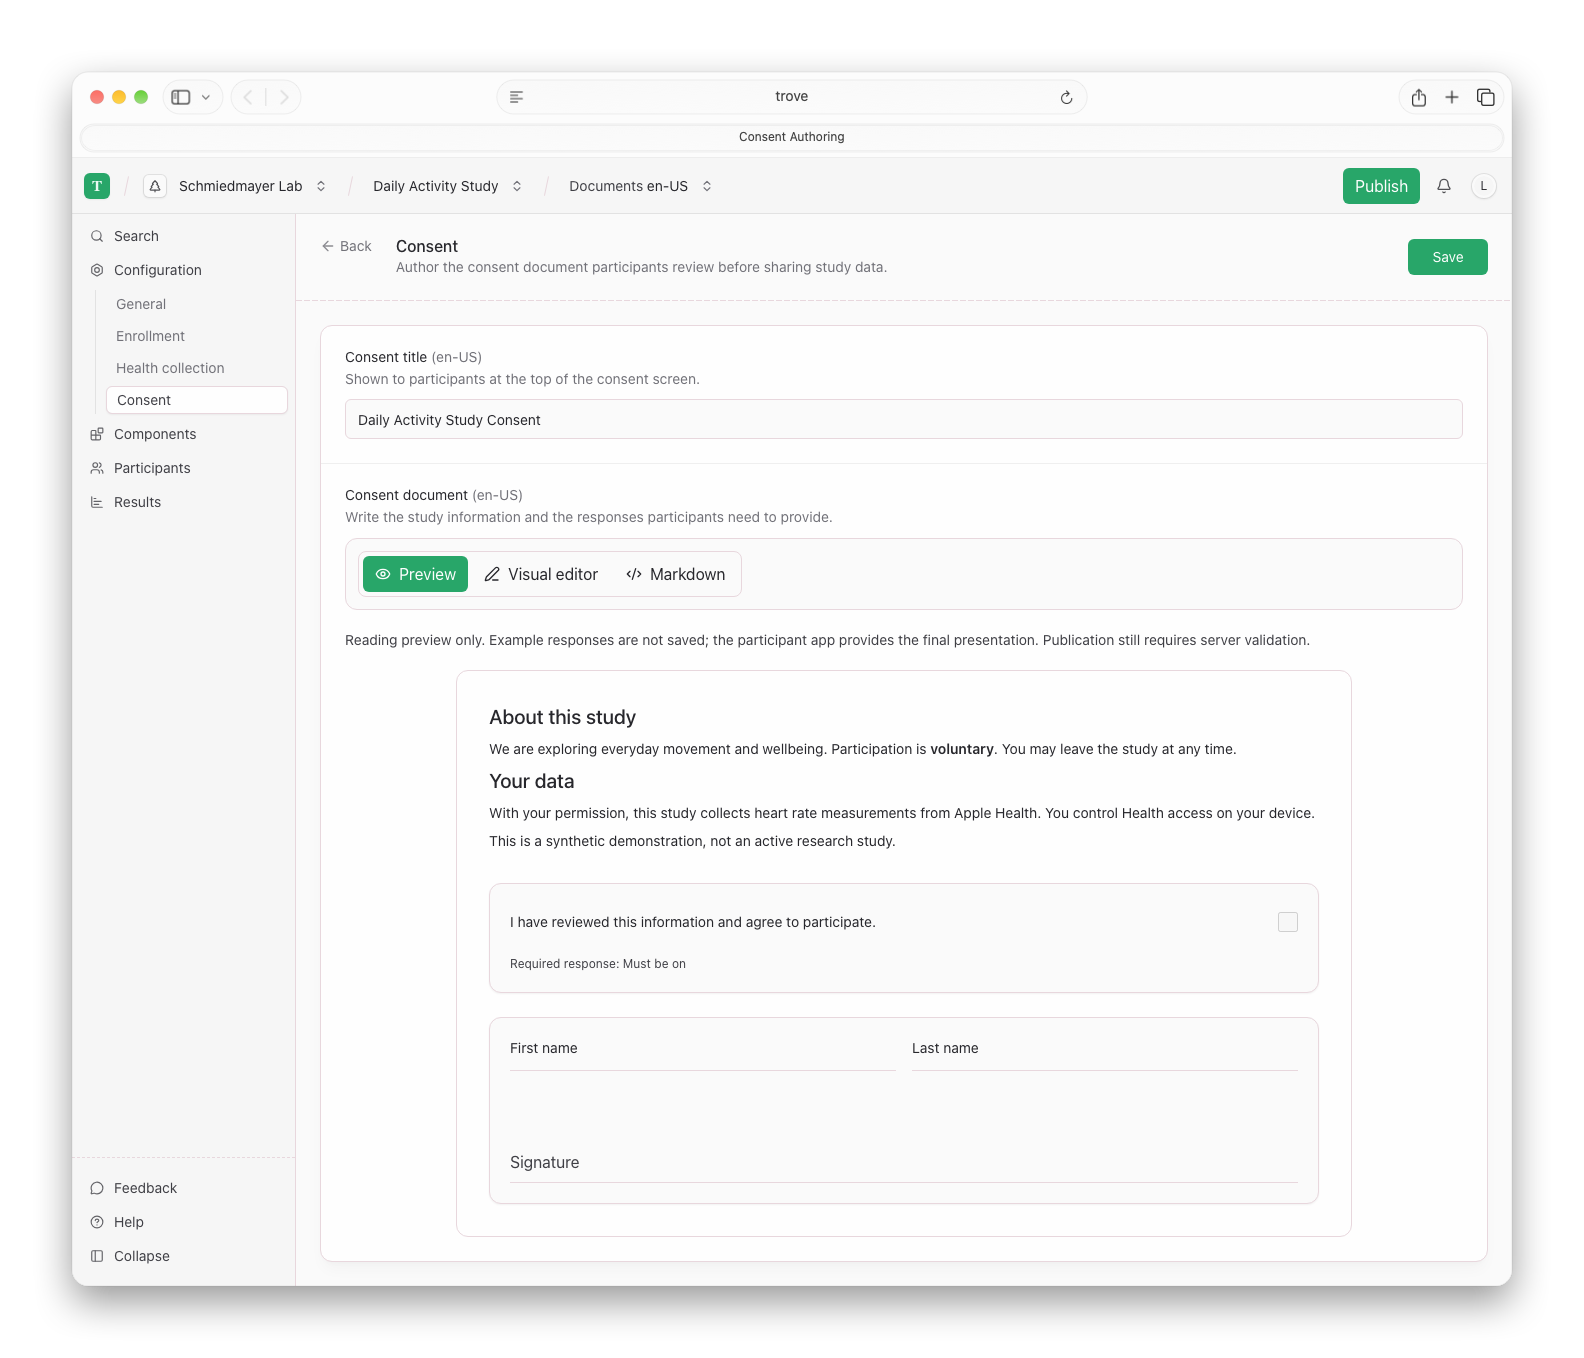 trove
Consent Authoring
T
Schmiedmayer Lab
Daily Activity Study
Documents en-US
Publish
L
Search
Configuration
General
Enrollment
Health collection
Consent
Components
Participants
Results
Feedback
Help
Collapse
Back
Consent
Author the consent document participants review before sharing study data.
Save
Consent title (en-US)
Shown to participants at the top of the consent screen.
Daily Activity Study Consent
Consent document (en-US)
Write the study information and the responses participants need to provide.
Preview
Visual editor
Markdown
Reading preview only. Example responses are not saved; the participant app provides the final presentation. Publication still requires server validation.
About this study
We are exploring everyday movement and wellbeing. Participation is voluntary. You may leave the study at any time.
Your data
With your permission, this study collects heart rate measurements from Apple Health. You control Health access on your device.
This is a synthetic demonstration, not an active research study.
I have reviewed this information and agree to participate.
Required response: Must be on
First name
Last name
Signature